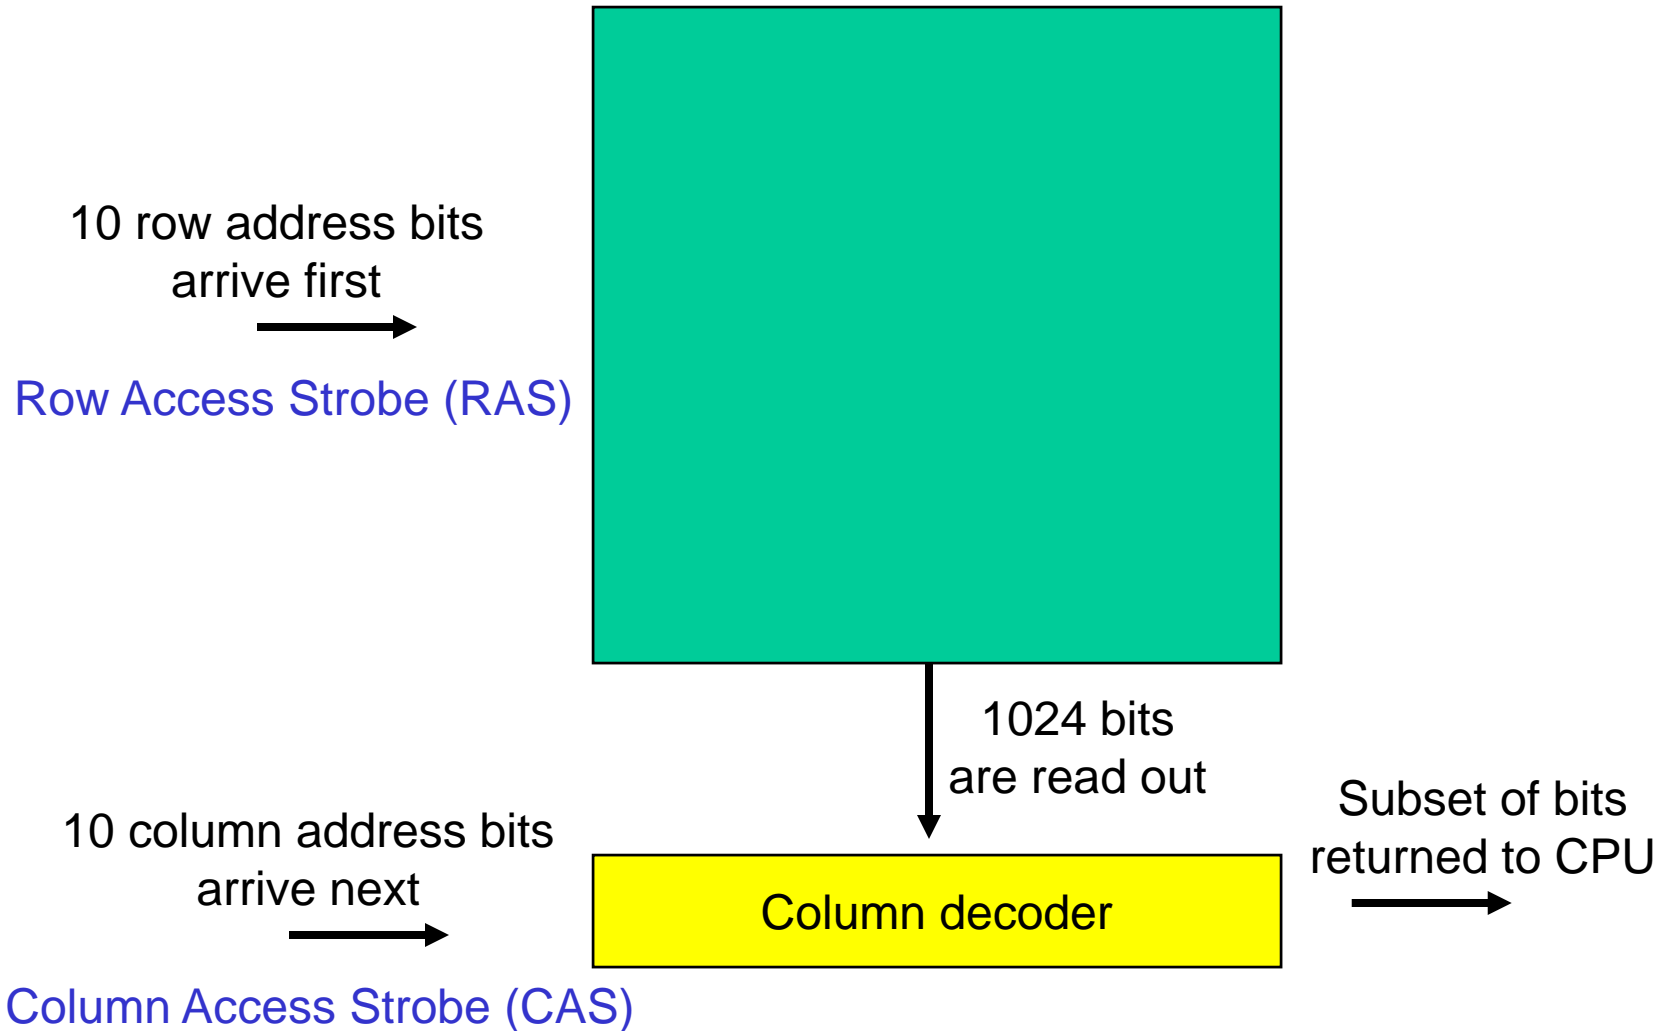 10 row address bits
arrive first
Row Access Strobe (RAS)
1024 bits
are read out
Subset of bits
returned to CPU
10 column address bits
arrive next
Column decoder
Column Access Strobe (CAS)